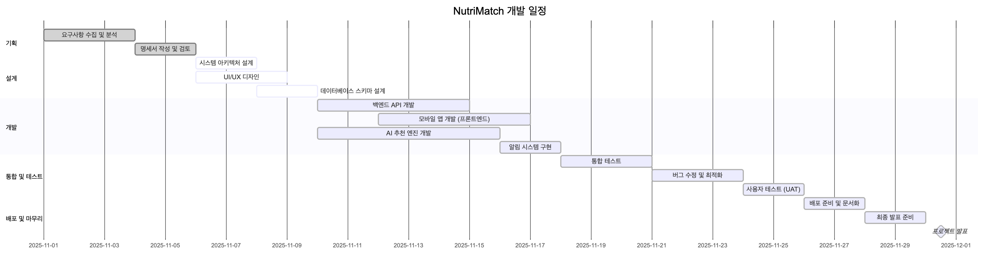 NutriMatch 개발 일정
기획
요구사항 수집 및 분석
명세서 작성 및 검토
설계
시스템 아키텍처 설계
UI/UX 디자인
데이터베이스 스키마 설계
개발
백엔드 API 개발
모바일 앱 개발 (프론트엔드)
AI 추천 엔진 개발
알림 시스템 구현
통합 및 테스트
통합 테스트
버그 수정 및 최적화
사용자 테스트 (UAT)
배포 및 마무리
배포 준비 및 문서화
최종 발표 준비
프로젝트 발표
2025-11-01
2025-11-03
2025-11-05
2025-11-07
2025-11-09
2025-11-11
2025-11-13
2025-11-15
2025-11-17
2025-11-19
2025-11-21
2025-11-23
2025-11-25
2025-11-27
2025-11-29
2025-12-01